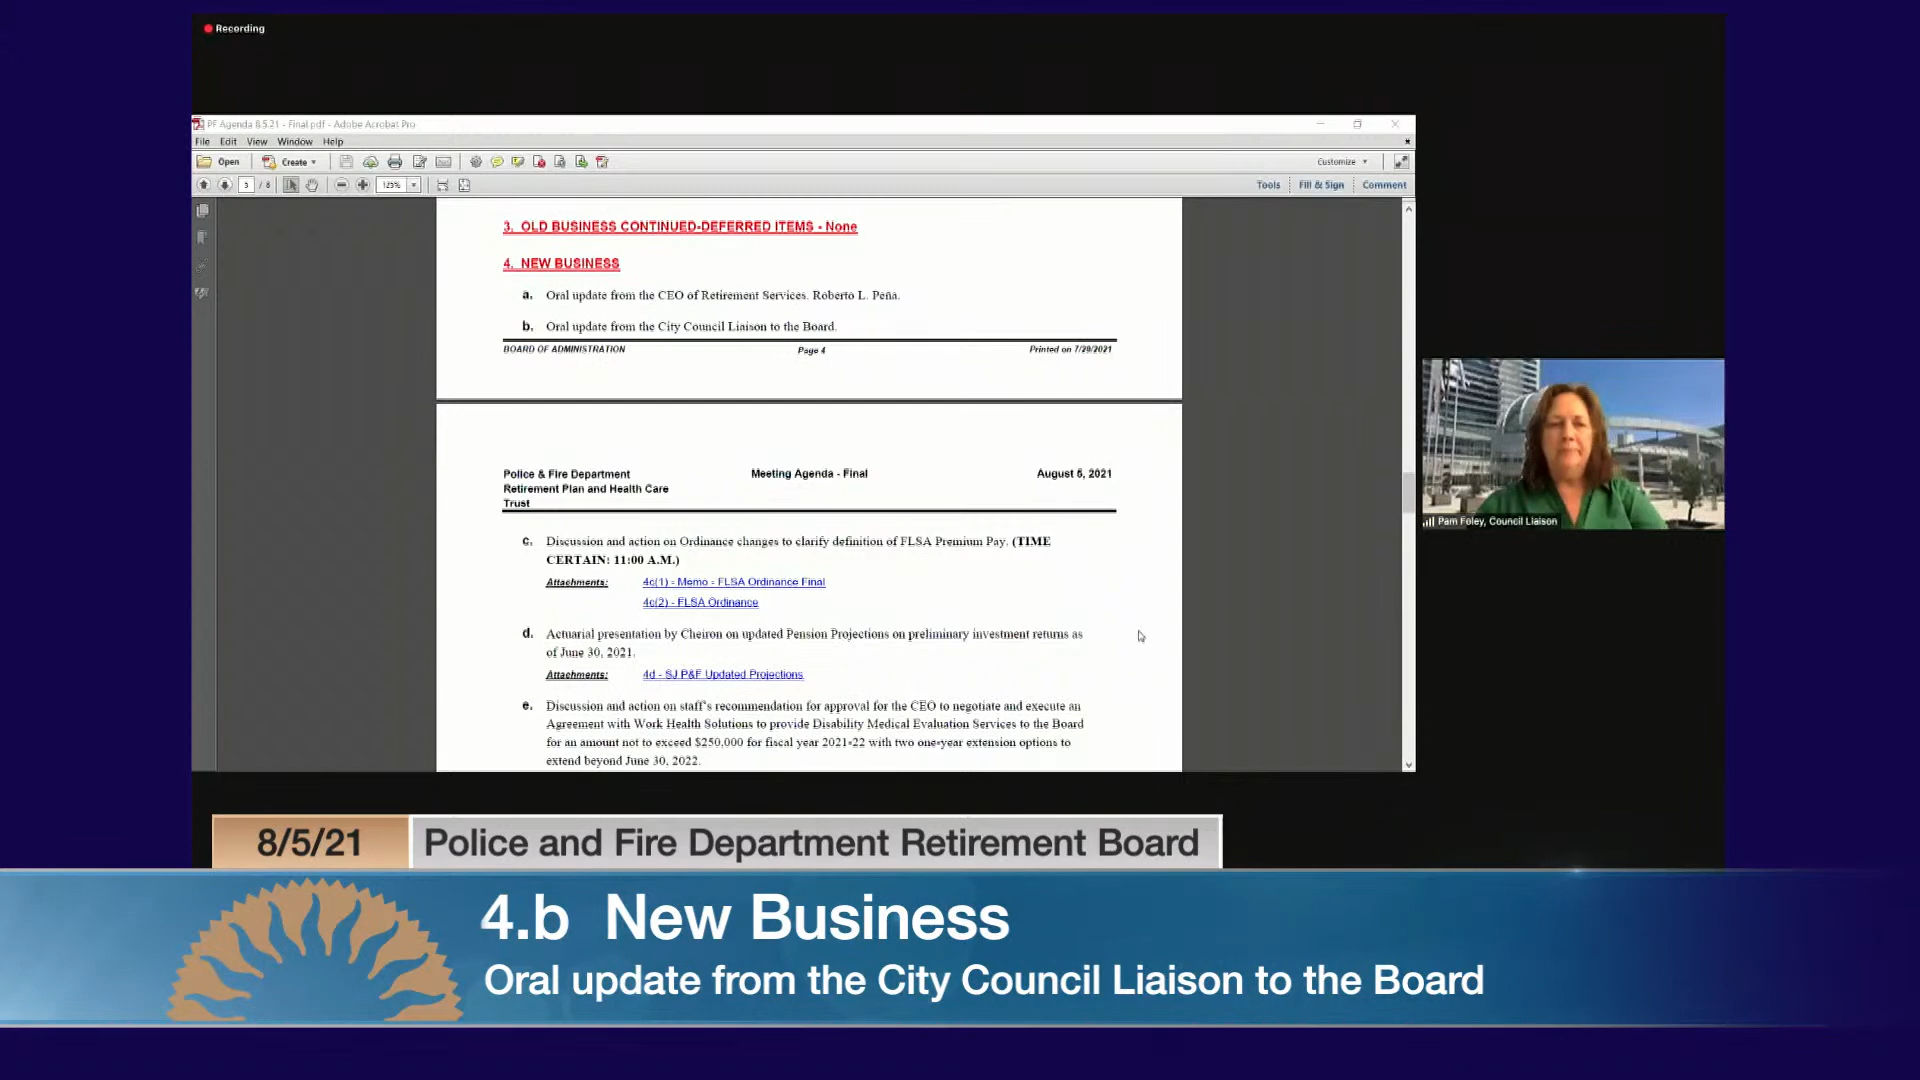 Recording
PF Agenda 8.5.21 - Final.pdf - Adobe Acrobat Pro
File Edit View Window Help
Open Create Customize
3 / 8 125% Tools Fill & Sign Comment
3. OLD BUSINESS CONTINUED-DEFERRED ITEMS - None
4. NEW BUSINESS
a. Oral update from the CEO of Retirement Services, Roberto L. Peña.
b. Oral update from the City Council Liaison to the Board.
BOARD OF ADMINISTRATION Page 4 Printed on 7/29/2021
Police & Fire Department Meeting Agenda - Final August 5, 2021
Retirement Plan and Health Care
Trust
c. Discussion and action on Ordinance changes to clarify definition of FLSA Premium Pay. (TIME
CERTAIN: 11:00 A.M.)
Attachments: 4c(1) - Memo - FLSA Ordinance Final
4c(2) - FLSA Ordinance
d. Actuarial presentation by Cheiron on updated Pension Projections on preliminary investment returns as
of June 30, 2021.
Attachments: 4d - SJ P&F Updated Projections
e. Discussion and action on staff's recommendation for approval for the CEO to negotiate and execute an
Agreement with Work Health Solutions to provide Disability Medical Evaluation Services to the Board
for an amount not to exceed $250,000 for fiscal year 2021-22 with two one-year extension options to
extend beyond June 30, 2022.
Pam Foley, Council Liaison
8/5/21 Police and Fire Department Retirement Board
4.b New Business
Oral update from the City Council Liaison to the Board